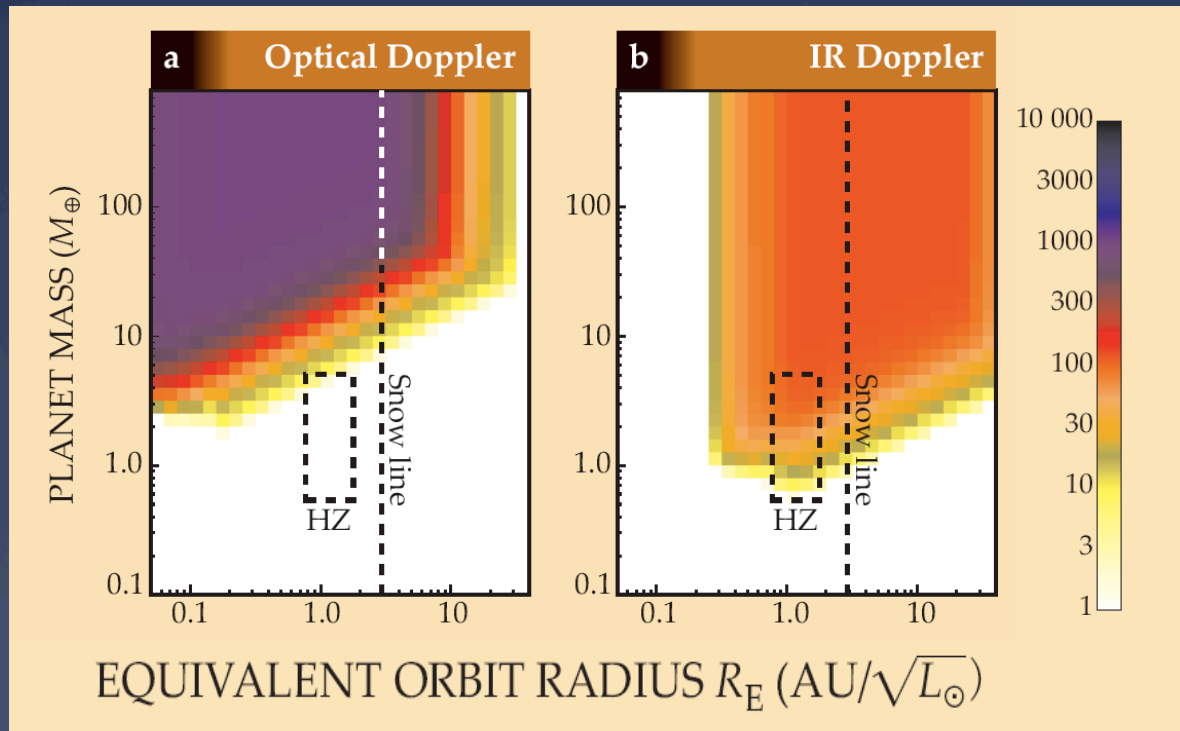 a Optical Doppler
b IR Doppler
PLANET MASS (M⊕)
100
10
1.0
0.1
0.1
1.0
10
HZ
Snow line
100
10
1.0
0.1
0.1
1.0
10
HZ
Snow line
10 000
3000
1000
300
100
30
10
3
1
EQUIVALENT ORBIT RADIUS R_E (AU/√L⊙)